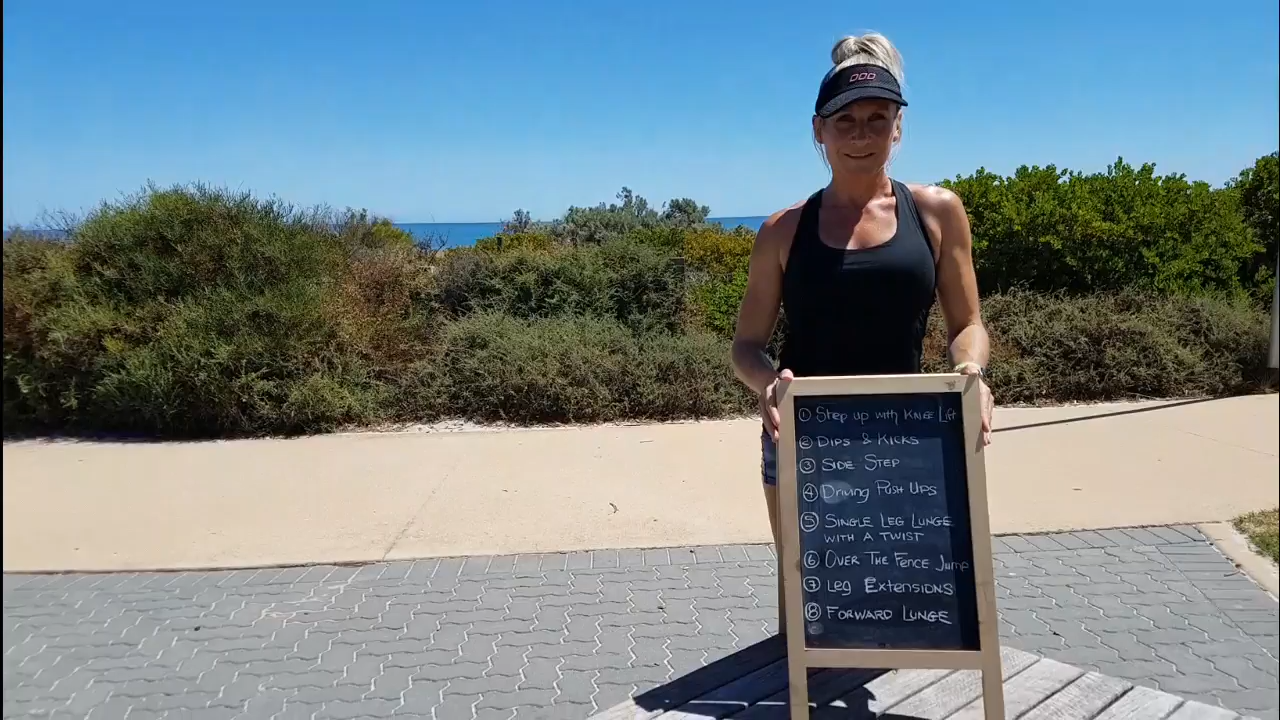 ① Step up with KNEE Lift
② DIPS & KICKS
③ SIDE STEP
④ Driving PUSH UPS
⑤ SINGLE LEG LUNGE
WITH A TWIST
⑥ OVER THE FENCE Jump
⑦ Leg EXTENSIONS
⑧ FORWARD LUNGE